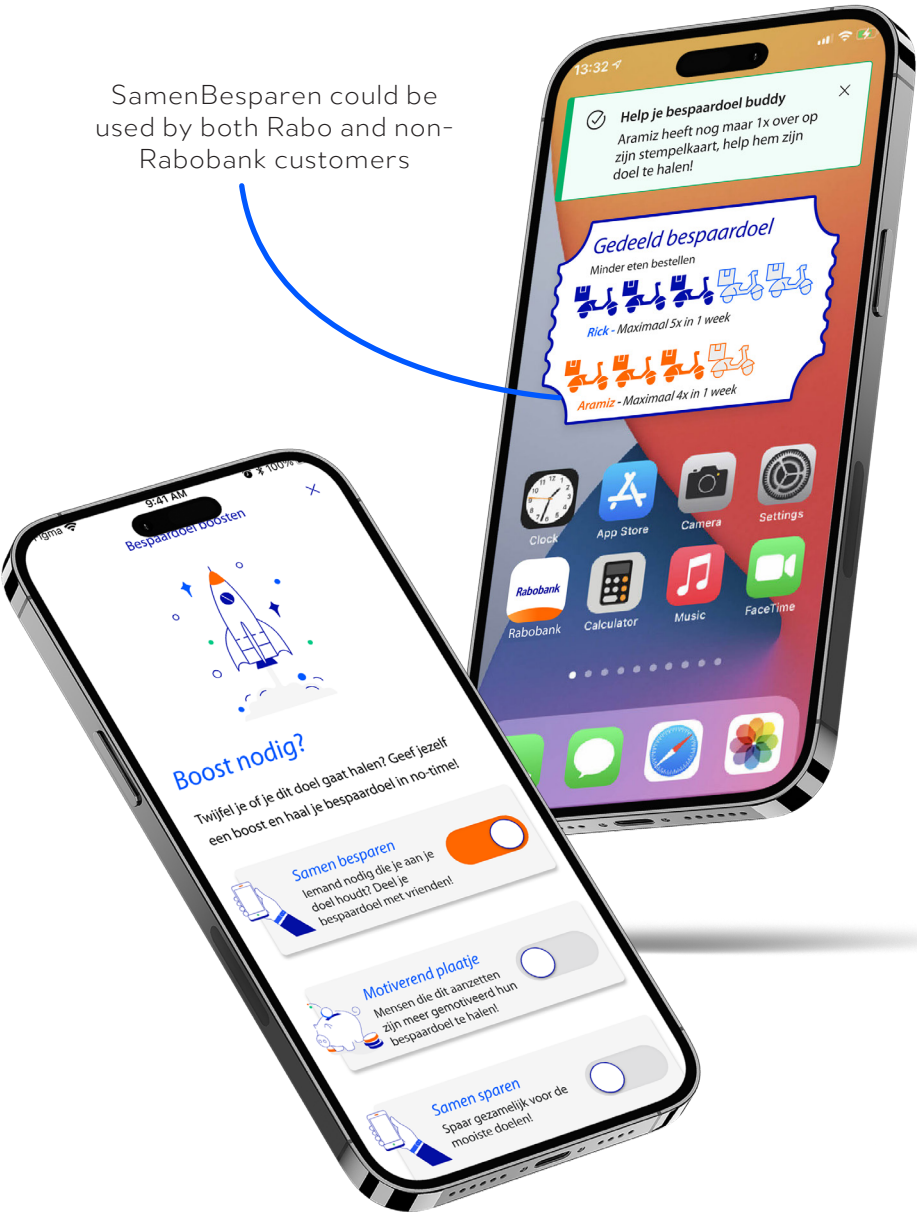 SamenBesparen could be
used by both Rabo and non-
Rabobank customers
13:32
Help je bespaardoel buddy
Aramiz heeft nog maar 1x over op
zijn stempelkaart, help hem zijn
doel te halen!
Gedeeld bespaardoel
Minder eten bestellen
Rick - Maximaal 5x in 1 week
Aramiz - Maximaal 4x in 1 week
12
Clock
App Store
Camera
Settings
Rabobank
Rabobank
Calculator
Music
FaceTime
Figma
9:41 AM
100%
Bespaardoel boosten
Boost nodig?
Twijfel je of je dit doel gaat halen? Geef jezelf
een boost en haal je bespaardoel in no-time!
Samen besparen
Iemand nodig die je aan je
doel houdt? Deel je
bespaardoel met vrienden!
Motiverend plaatje
Mensen die dit aanzetten
zijn meer gemotiveerd hun
bespaardoel te halen!
Samen sparen
Spaar gezamelijk voor de
mooiste doelen!